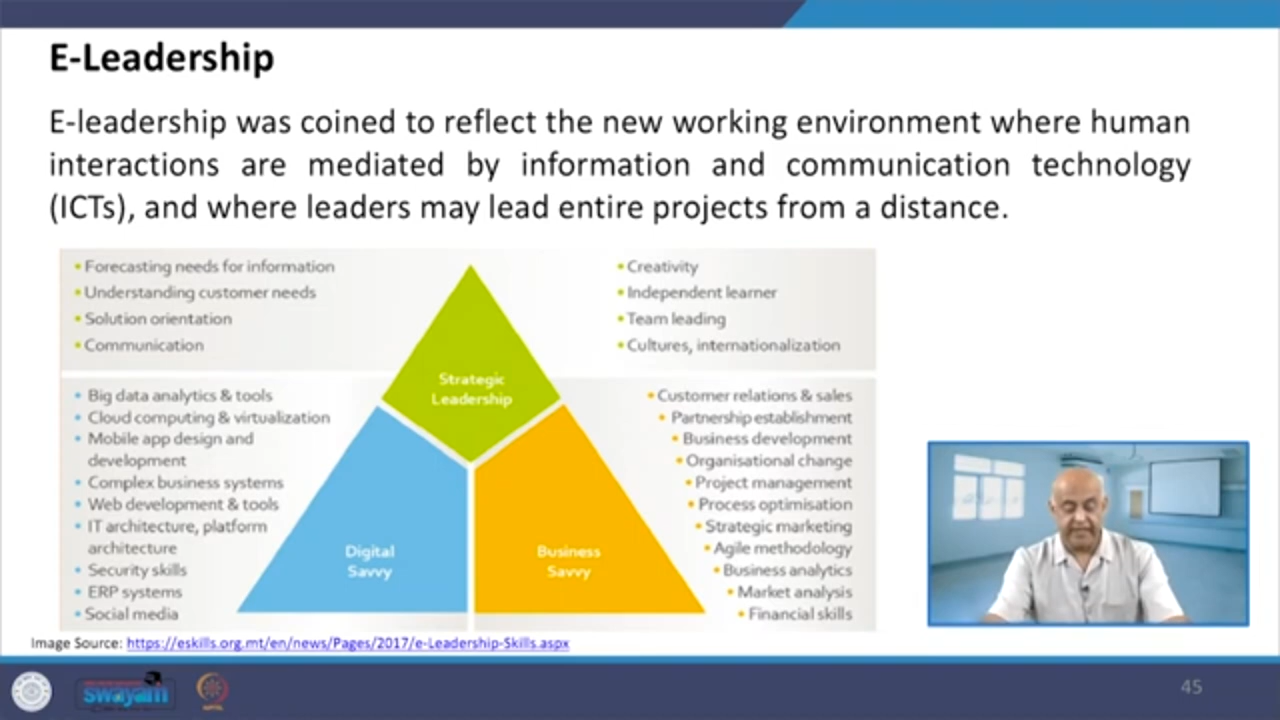 E-Leadership
E-leadership was coined to reflect the new working environment where human
interactions are mediated by information and communication technology
(ICTs), and where leaders may lead entire projects from a distance.
• Forecasting needs for information
• Understanding customer needs
• Solution orientation
• Communication
• Creativity
• Independent learner
• Team leading
• Cultures, internationalization
Strategic
Leadership
• Big data analytics & tools
• Cloud computing & virtualization
• Mobile app design and
development
• Complex business systems
• Web development & tools
• IT architecture, platform
architecture
• Security skills
• ERP systems
• Social media
Digital
Savvy
Business
Savvy
• Customer relations & sales
• Partnership establishment
• Business development
• Organisational change
• Project management
• Process optimisation
• Strategic marketing
• Agile methodology
• Business analytics
• Market analysis
• Financial skills
Image Source: https://eskills.org.mt/en/news/Pages/2017/e-Leadership-Skills.aspx
swayam
45